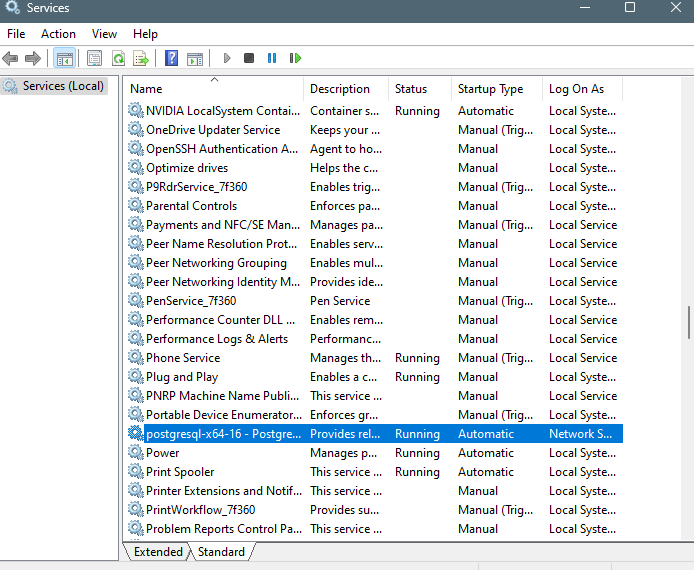 Services
File Action View Help
Services (Local)
Name Description Status Startup Type Log On As
NVIDIA LocalSystem Contai... Container s... Running Automatic Local Syste...
OneDrive Updater Service Keeps your ... Manual (Trig... Local Syste...
OpenSSH Authentication A... Agent to ho... Manual Local Syste...
Optimize drives Helps the c... Manual Local Syste...
P9RdrService_7f360 Enables trig... Manual (Trig... Local Syste...
Parental Controls Enforces pa... Manual Local Syste...
Payments and NFC/SE Man... Manages pa... Manual (Trig... Local Service
Peer Name Resolution Prot... Enables serv... Manual Local Service
Peer Networking Grouping Enables mul... Manual Local Service
Peer Networking Identity M... Provides ide... Manual Local Service
PenService_7f360 Pen Service Manual (Trig... Local Syste...
Performance Counter DLL ... Enables rem... Manual Local Service
Performance Logs & Alerts Performanc... Manual Local Service
Phone Service Manages th... Running Manual (Trig... Local Service
Plug and Play Enables a c... Running Manual Local Syste...
PNRP Machine Name Publi... This service ... Manual Local Service
Portable Device Enumerator... Enforces gr... Manual (Trig... Local Syste...
postgresql-x64-16 - Postgre... Provides rel... Running Automatic Network S...
Power Manages p... Running Automatic Local Syste...
Print Spooler This service ... Running Automatic Local Syste...
Printer Extensions and Notif... This service ... Manual Local Syste...
PrintWorkflow_7f360 Provides su... Manual (Trig... Local Syste...
Problem Reports Control Pa... This service ... Manual Local Syste...
Extended Standard